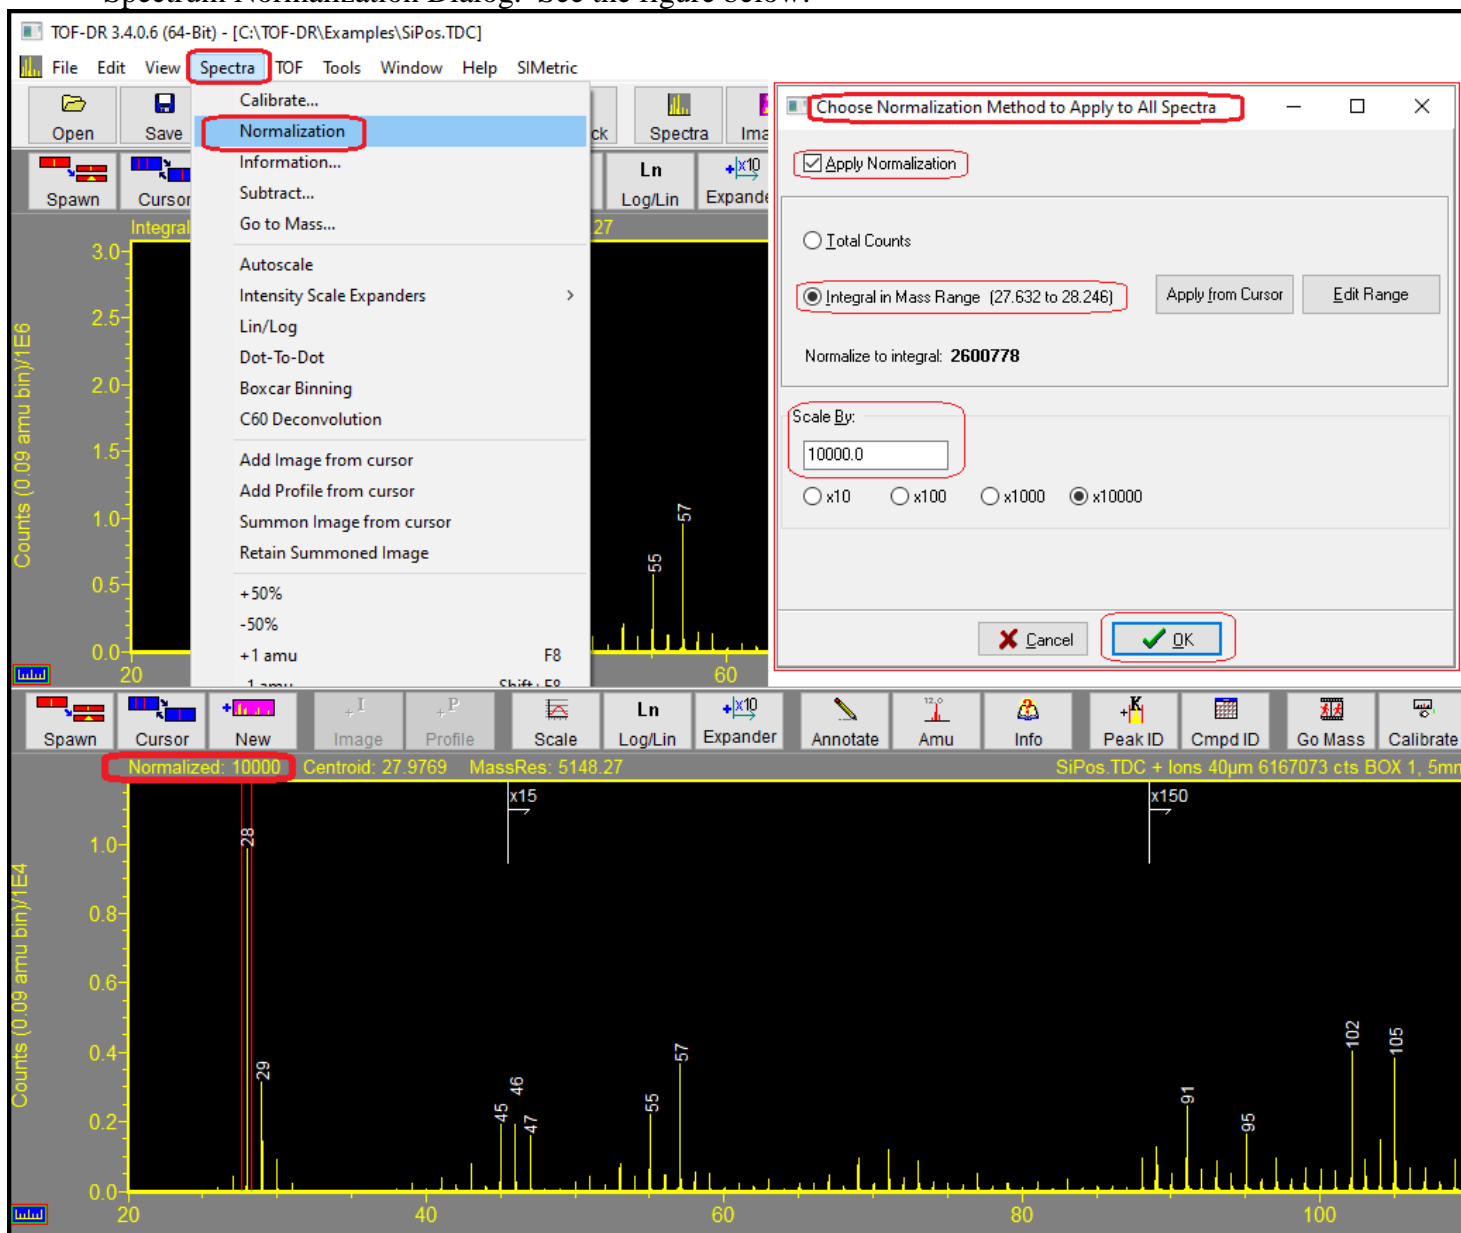 Spectrum Normalization Dialog. See the figure below.
TOF-DR 3.4.0.6 (64-Bit) - [C:\TOF-DR\Examples\SiPos.TDC]
File Edit View Spectra TOF Tools Window Help SIMetric
Open Save Spectra
Spawn Cursor Log/Lin
Ln
x10
Calibrate...
Normalization
Information...
Subtract...
Go to Mass...
Autoscale
Intensity Scale Expanders >
Lin/Log
Dot-To-Dot
Boxcar Binning
C60 Deconvolution
Add Image from cursor
Add Profile from cursor
Summon Image from cursor
Retain Summoned Image
+50%
-50%
+1 amu F8
Integral
27
Counts (0.09 amu bin)/1E6
3.0
2.5
2.0
1.5
1.0
0.5
0.0
55
57
20 60
Choose Normalization Method to Apply to All Spectra
Apply Normalization
Total Counts
Integral in Mass Range (27.632 to 28.246) Apply from Cursor Edit Range
Normalize to integral: 2600778
Scale By:
10000.0
x10 x100 x1000 x10000
Cancel OK
+I +P Ln +x10 12.0 +K
Spawn Cursor New Image Profile Scale Log/Lin Expander Annotate Amu Info Peak ID Cmpd ID Go Mass Calibrate
Normalized: 10000 Centroid: 27.9769 MassRes: 5148.27 SiPos.TDC + Ions 40µm 6167073 cts BOX 1, 5mm
x15 x150
Counts (0.09 amu bin)/1E4
1.0
0.8
0.6
0.4
0.2
0.0
28
29
45
46
47
55
57
91
95
102
105
20 40 60 80 100